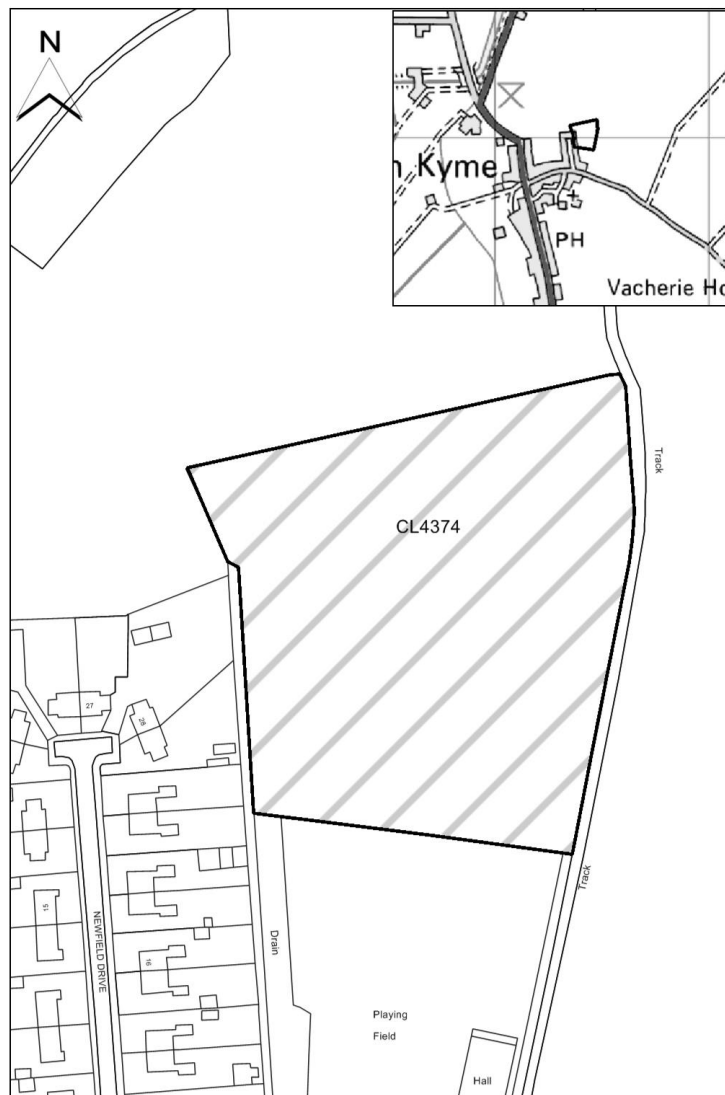 N
n Kyme
PH
Vacherie Ho
Track
CL4374
27
28
Track
15
NEWFIELD DRIVE
16
Drain
Playing
Field
Hall